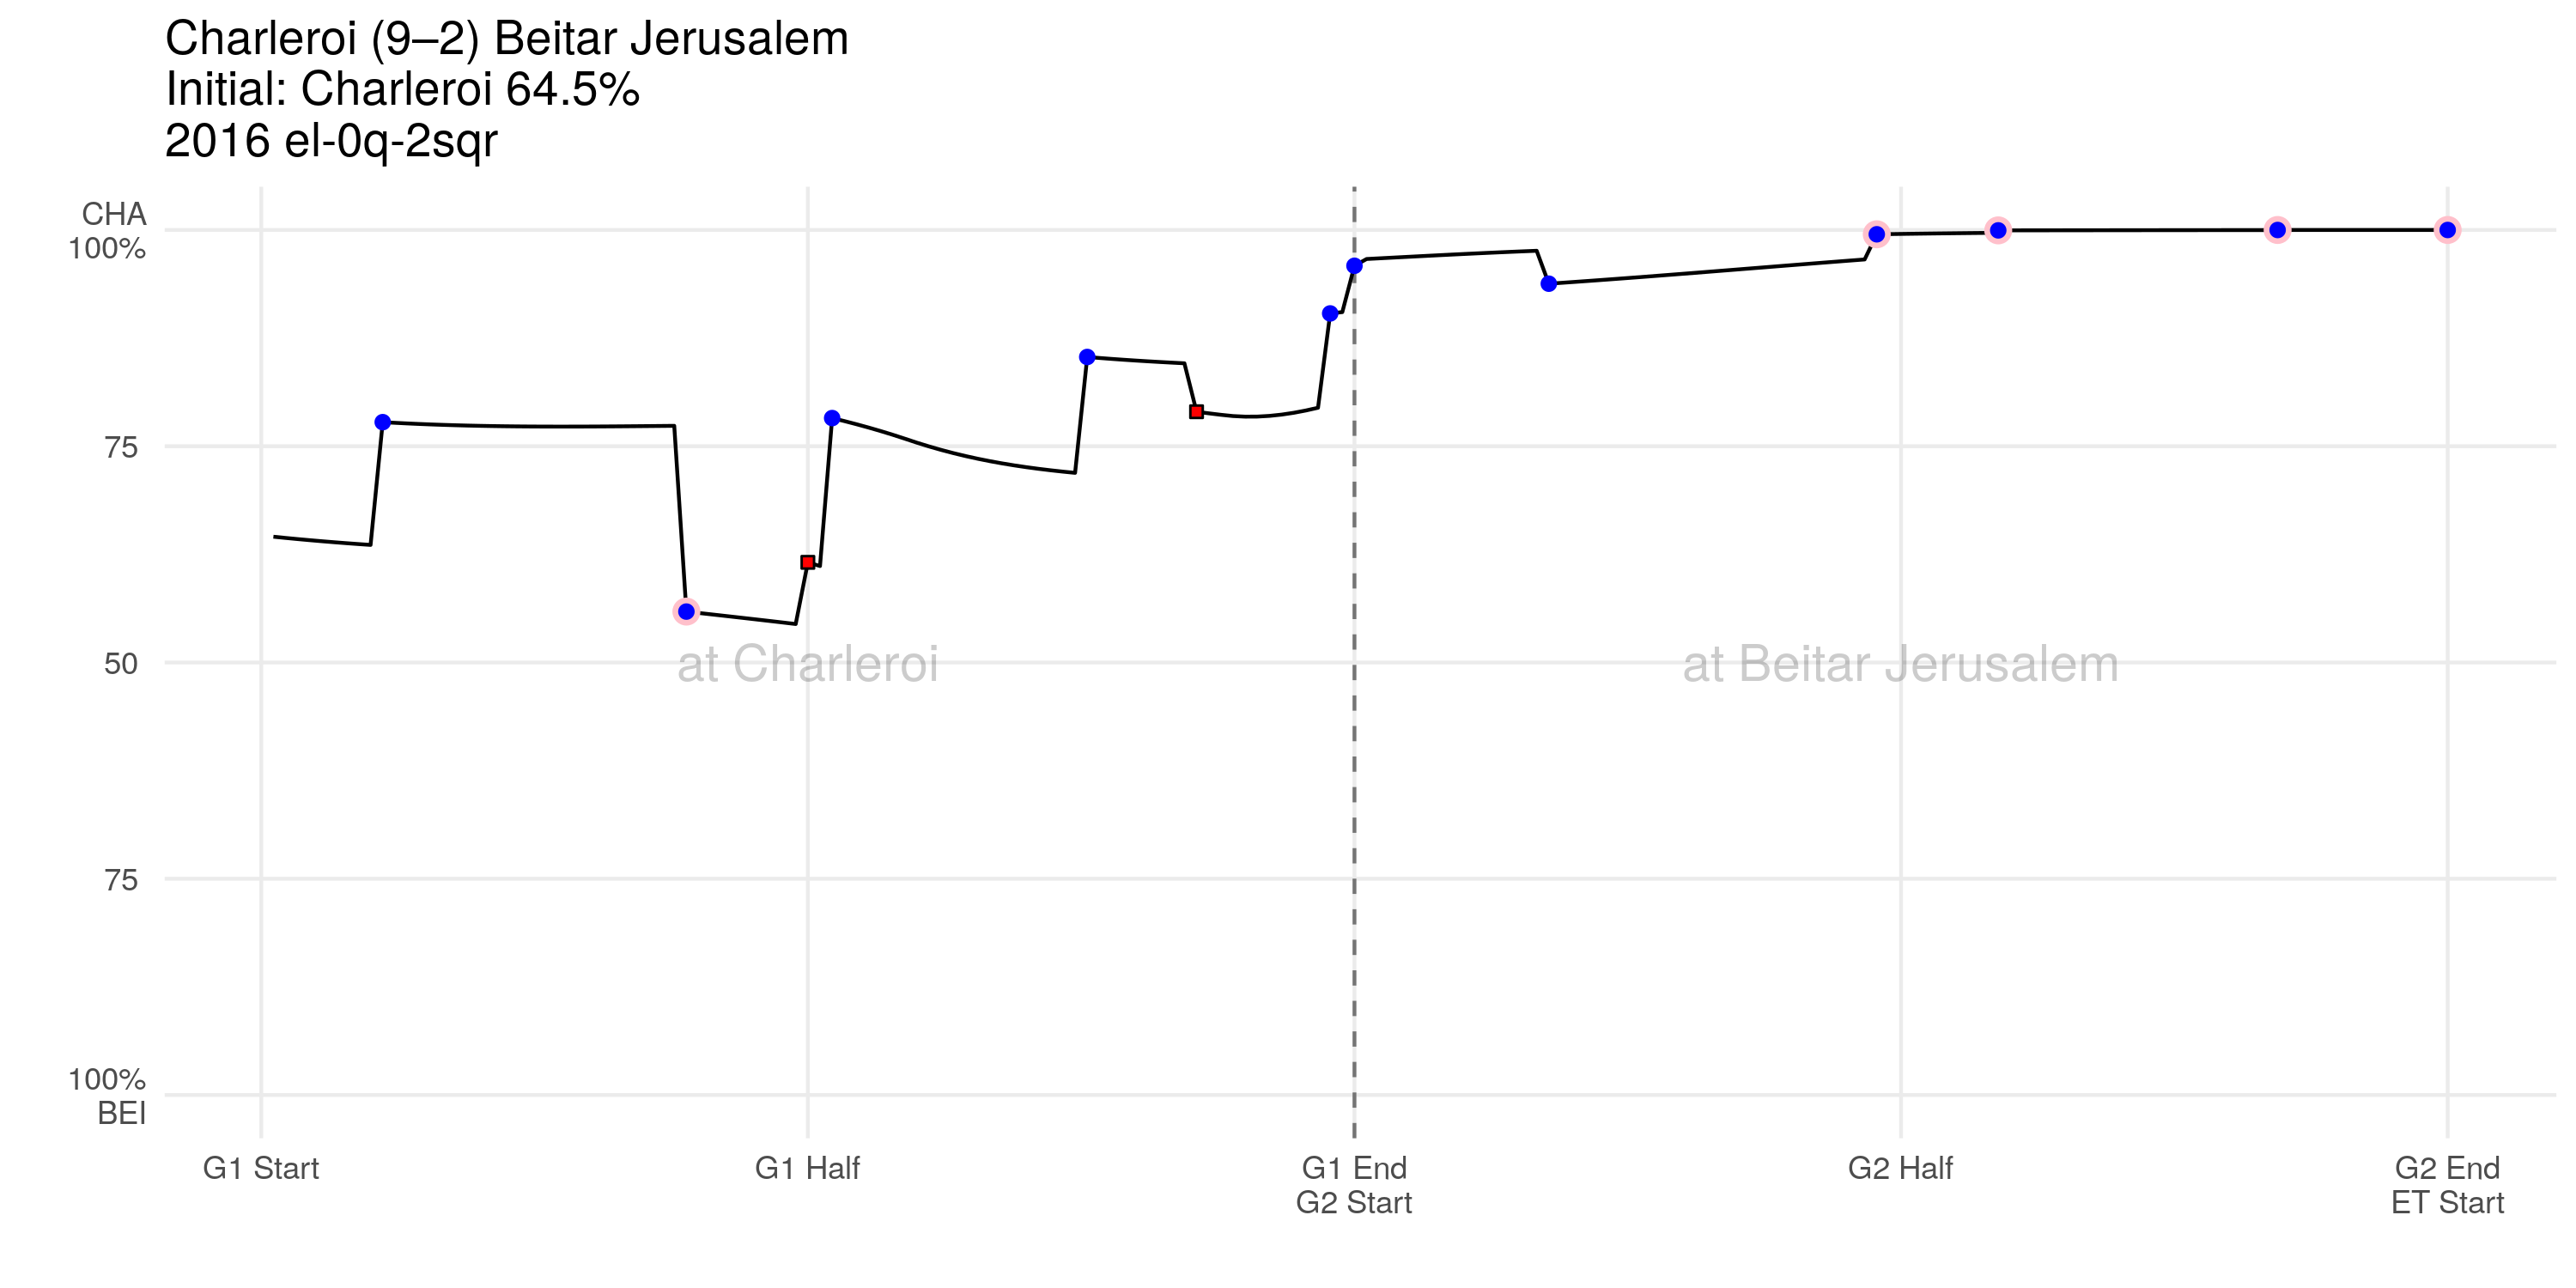 Charleroi (9–2) Beitar Jerusalem
Initial: Charleroi 64.5%
2016 el-0q-2sqr
CHA
100%
75
50
75
100%
BEI
at Charleroi
at Beitar Jerusalem
G1 Start
G1 Half
G1 End
G2 Start
G2 Half
G2 End
ET Start